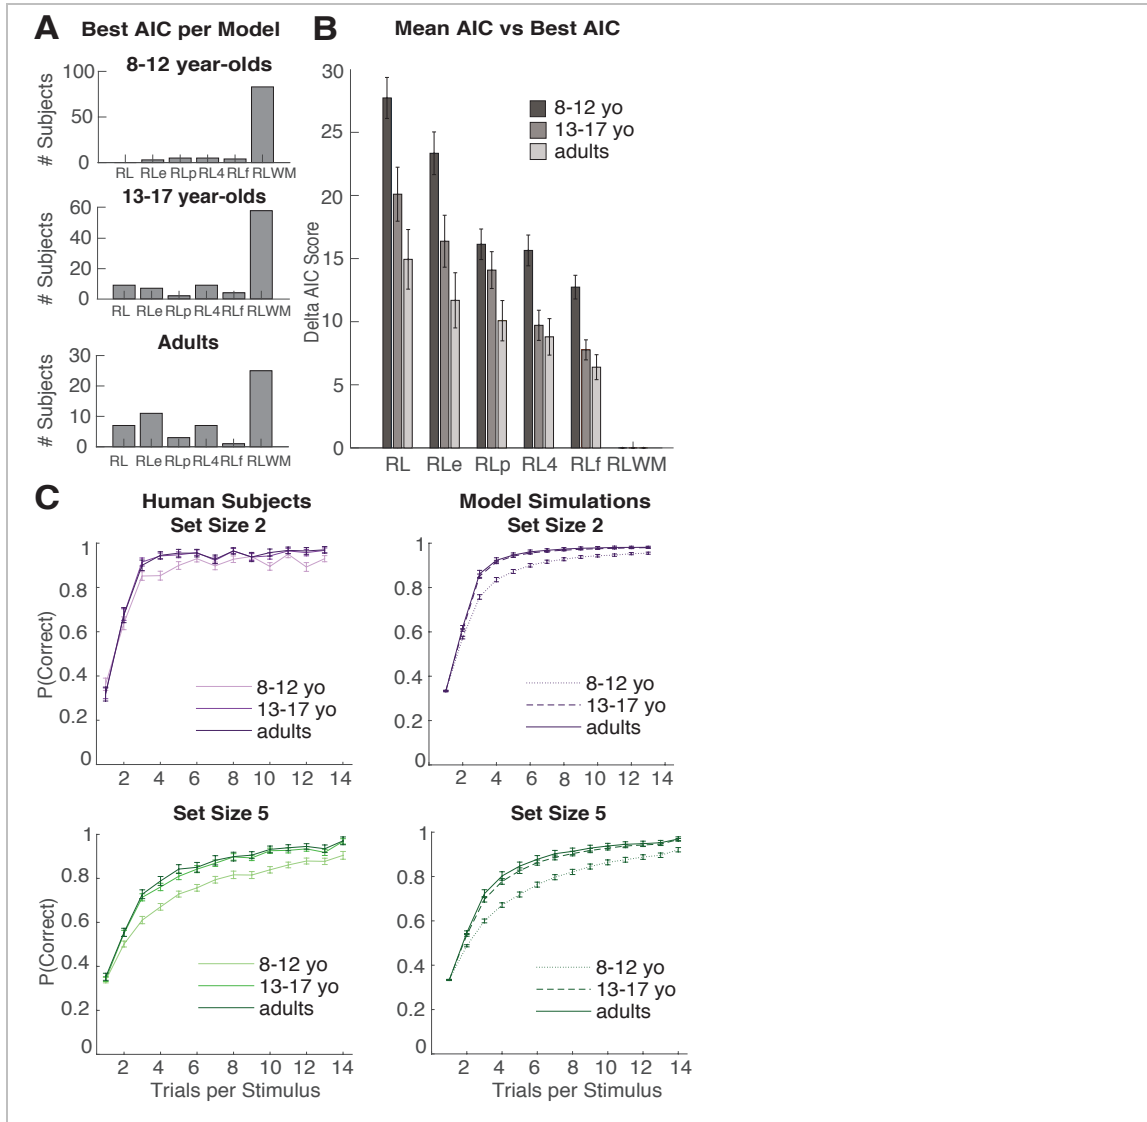 A Best AIC per Model
8-12 year-olds
# Subjects
100
50
0
RL RLe RLp RL4 RLf RLWM
13-17 year-olds
# Subjects
60
40
20
0
RL RLe RLp RL4 RLf RLWM
Adults
# Subjects
30
20
10
0
RL RLe RLp RL4 RLf RLWM
B Mean AIC vs Best AIC
Delta AIC Score
30
25
20
15
10
5
0
8-12 yo
13-17 yo
adults
RL RLe RLp RL4 RLf RLWM
C Human Subjects
Set Size 2
P(Correct)
1
0.8
0.6
0.4
0.2
0
8-12 yo
13-17 yo
adults
2 4 6 8 10 12 14
Model Simulations
Set Size 2
1
0.8
0.6
0.4
0.2
0
8-12 yo
13-17 yo
adults
2 4 6 8 10 12 14
Set Size 5
P(Correct)
1
0.8
0.6
0.4
0.2
0
8-12 yo
13-17 yo
adults
2 4 6 8 10 12 14
Trials per Stimulus
Set Size 5
1
0.8
0.6
0.4
0.2
0
8-12 yo
13-17 yo
adults
2 4 6 8 10 12 14
Trials per Stimulus